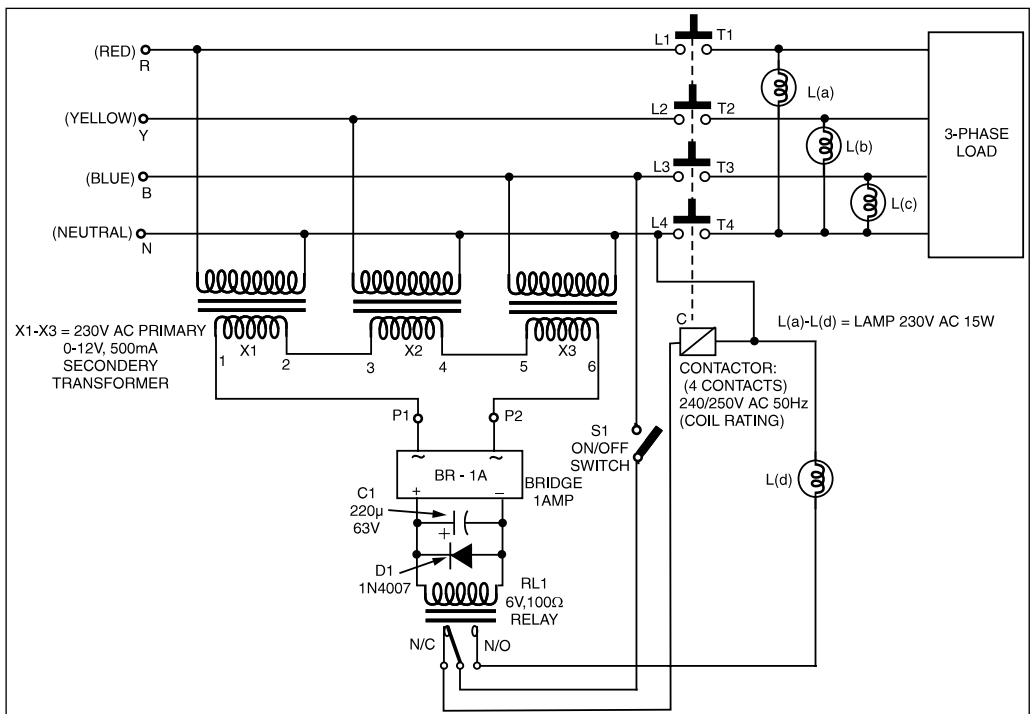 (RED)
R
L1
T1
L(a)
(YELLOW)
Y
L2
T2
L(b)
3-PHASE
LOAD
(BLUE)
B
L3
T3
L(c)
(NEUTRAL)
N
L4
T4
X1-X3 = 230V AC PRIMARY
0-12V, 500mA
SECONDERY
TRANSFORMER
X1
X2
X3
1
2
3
4
5
6
C
L(a)-L(d) = LAMP 230V AC 15W
CONTACTOR:
(4 CONTACTS)
240/250V AC 50Hz
(COIL RATING)
P1
P2
S1
ON/OFF
SWITCH
~
~
BR - 1A
+
–
BRIDGE
1AMP
L(d)
C1
220µ
63V
+
D1
1N4007
RL1
6V,100Ω
RELAY
N/C
N/O